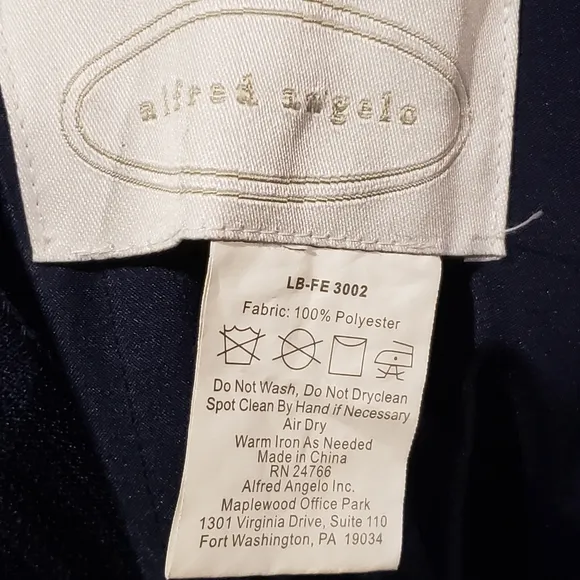 alfred angelo
LB-FE 3002
Fabric: 100% Polyester
Do Not Wash, Do Not Dryclean
Spot Clean By Hand if Necessary
Air Dry
Warm Iron As Needed
Made in China
RN 24766
Alfred Angelo Inc.
Maplewood Office Park
1301 Virginia Drive, Suite 110
Fort Washington, PA 19034